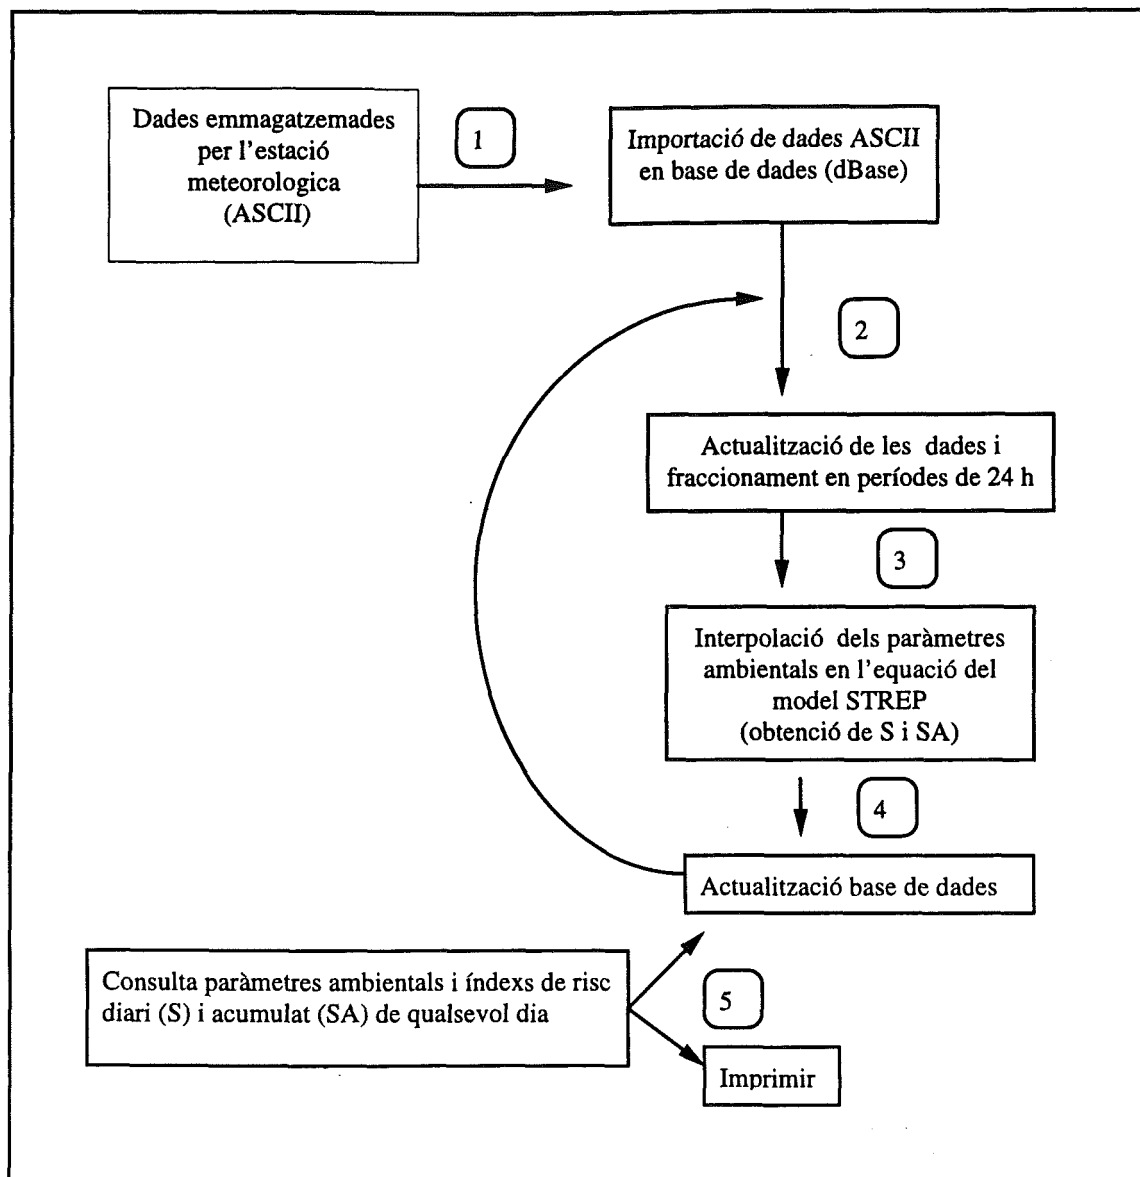 Dades emmagatzemades
per l'estació
meteorologica
(ASCII)
1
Importació de dades ASCII
en base de dades (dBase)
2
Actualització de les dades i
fraccionament en períodes de 24 h
3
Interpolació dels paràmetres
ambientals en l'equació del
model STREP
(obtenció de S i SA)
4
Actualització base de dades
Consulta paràmetres ambientals i índexs de risc
diari (S) i acumulat (SA) de qualsevol dia
5
Imprimir